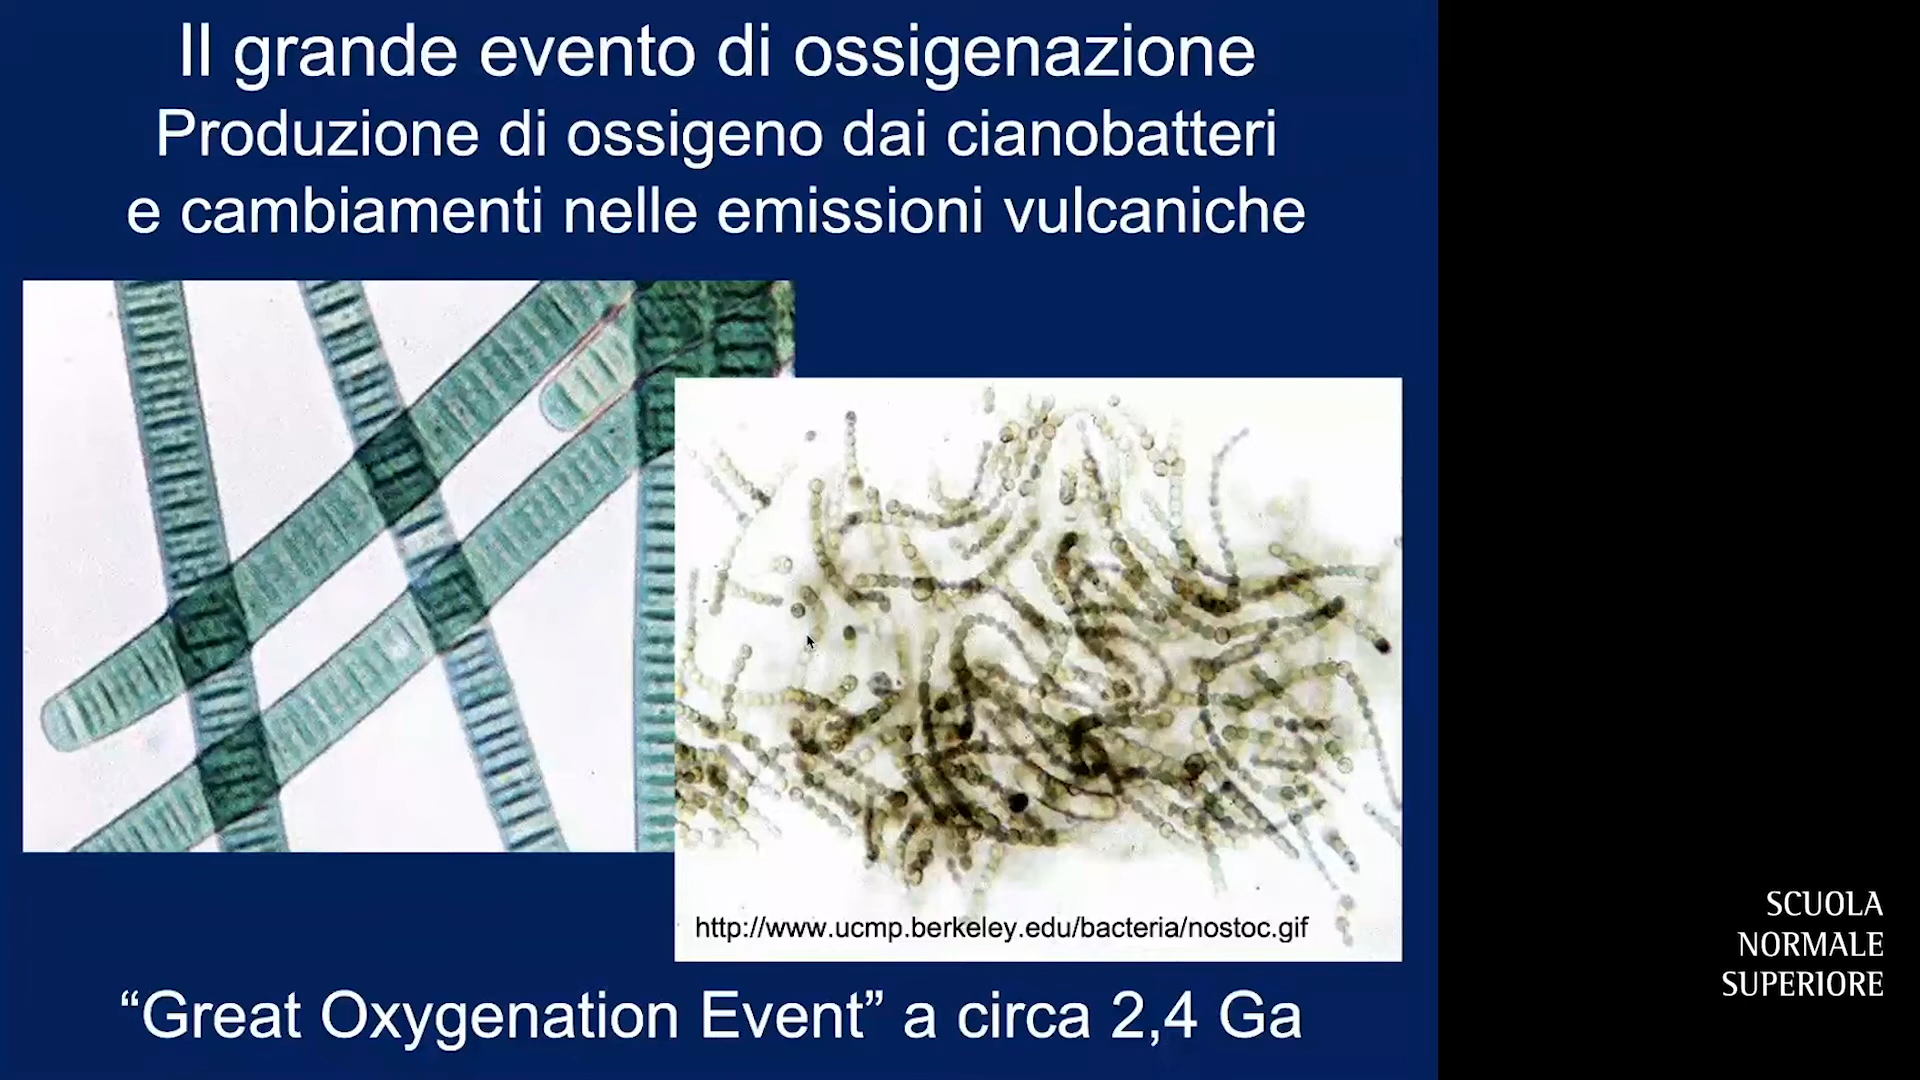 Il grande evento di ossigenazione
Produzione di ossigeno dai cianobatteri
e cambiamenti nelle emissioni vulcaniche
http://www.ucmp.berkeley.edu/bacteria/nostoc.gif
“Great Oxygenation Event” a circa 2,4 Ga
SCUOLA
NORMALE
SUPERIORE